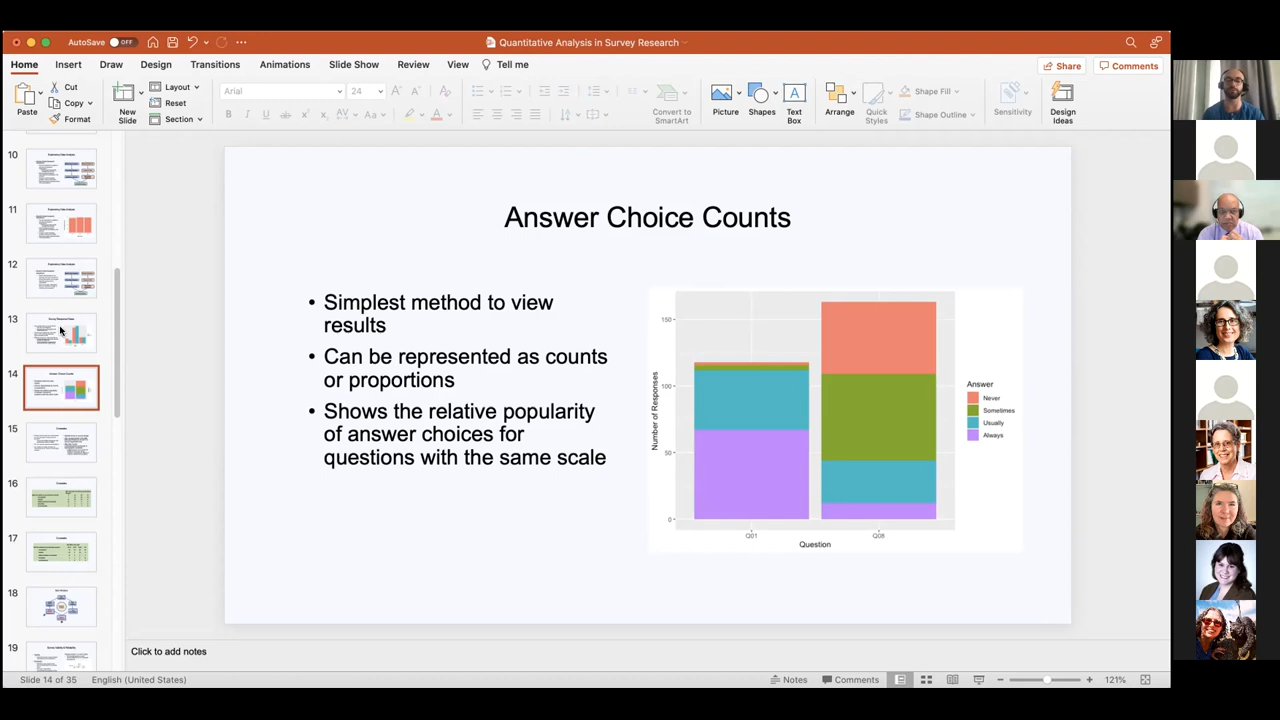 AutoSave OFF
Quantitative Analysis in Survey Research
Home Insert Draw Design Transitions Animations Slide Show Review View Tell me
Share Comments
Paste
Cut
Copy
Format
New Slide
Layout
Reset
Section
Arial 24
Convert to SmartArt
Picture
Shapes
Text Box
Arrange
Quick Styles
Shape Fill
Shape Outline
Sensitivity
Design Ideas
10
11
12
13
14
15
16
17
18
19
Answer Choice Counts
• Simplest method to view
results
• Can be represented as counts
or proportions
• Shows the relative popularity
of answer choices for
questions with the same scale
Number of Responses
150
100
50
0
Q01 Q08
Question
Answer
Never
Sometimes
Usually
Always
Click to add notes
Slide 14 of 35 English (United States) Notes Comments 121%